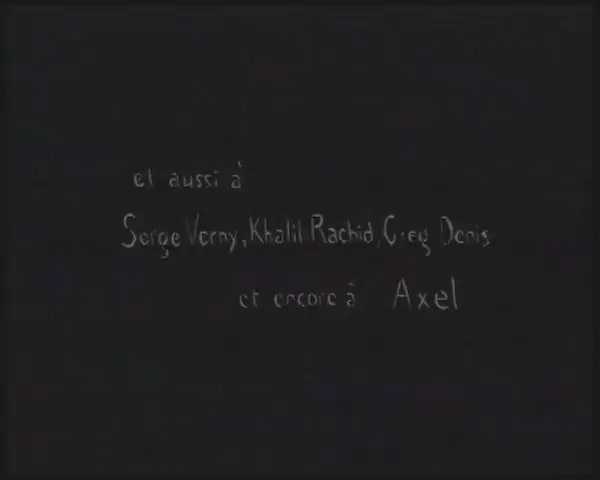 et aussi à
Serge Verny, Khalil Rachid, Greg Denis
et encore à Axel